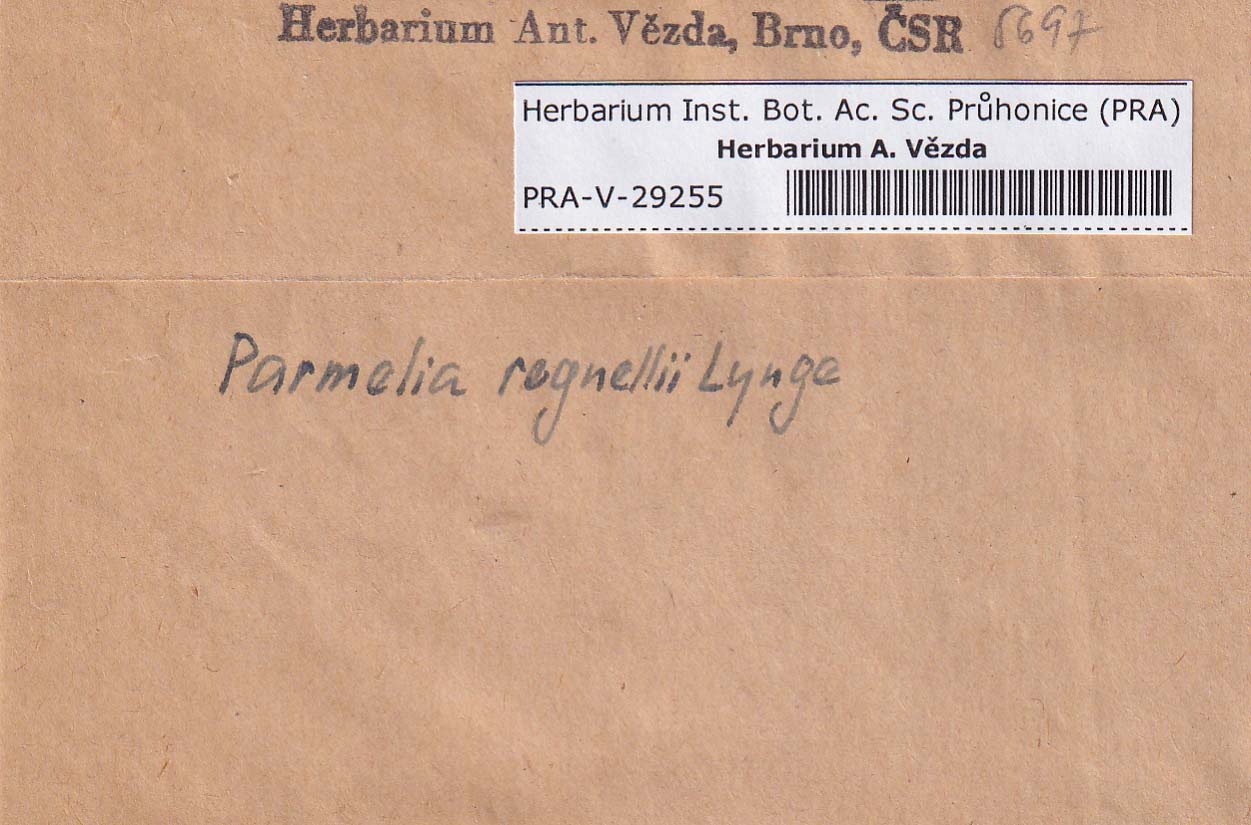 Herbarium Ant. Vězda, Brno, ČSR 5697
Herbarium Inst. Bot. Ac. Sc. Průhonice (PRA)
Herbarium A. Vězda
PRA-V-29255
Parmelia regnellii Lynge